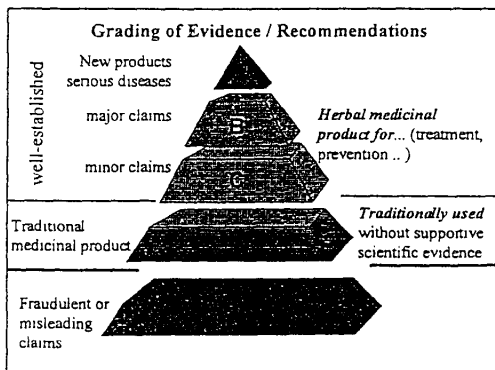 Grading of Evidence / Recommendations
well-established
New products
serious diseases
major claims
B
minor claims
C
Herbal medicinal
product for... (treatment,
prevention .. )
Traditional
medicinal product
Traditionally used
without supportive
scientific evidence
Fraudulent or
misleading
claims